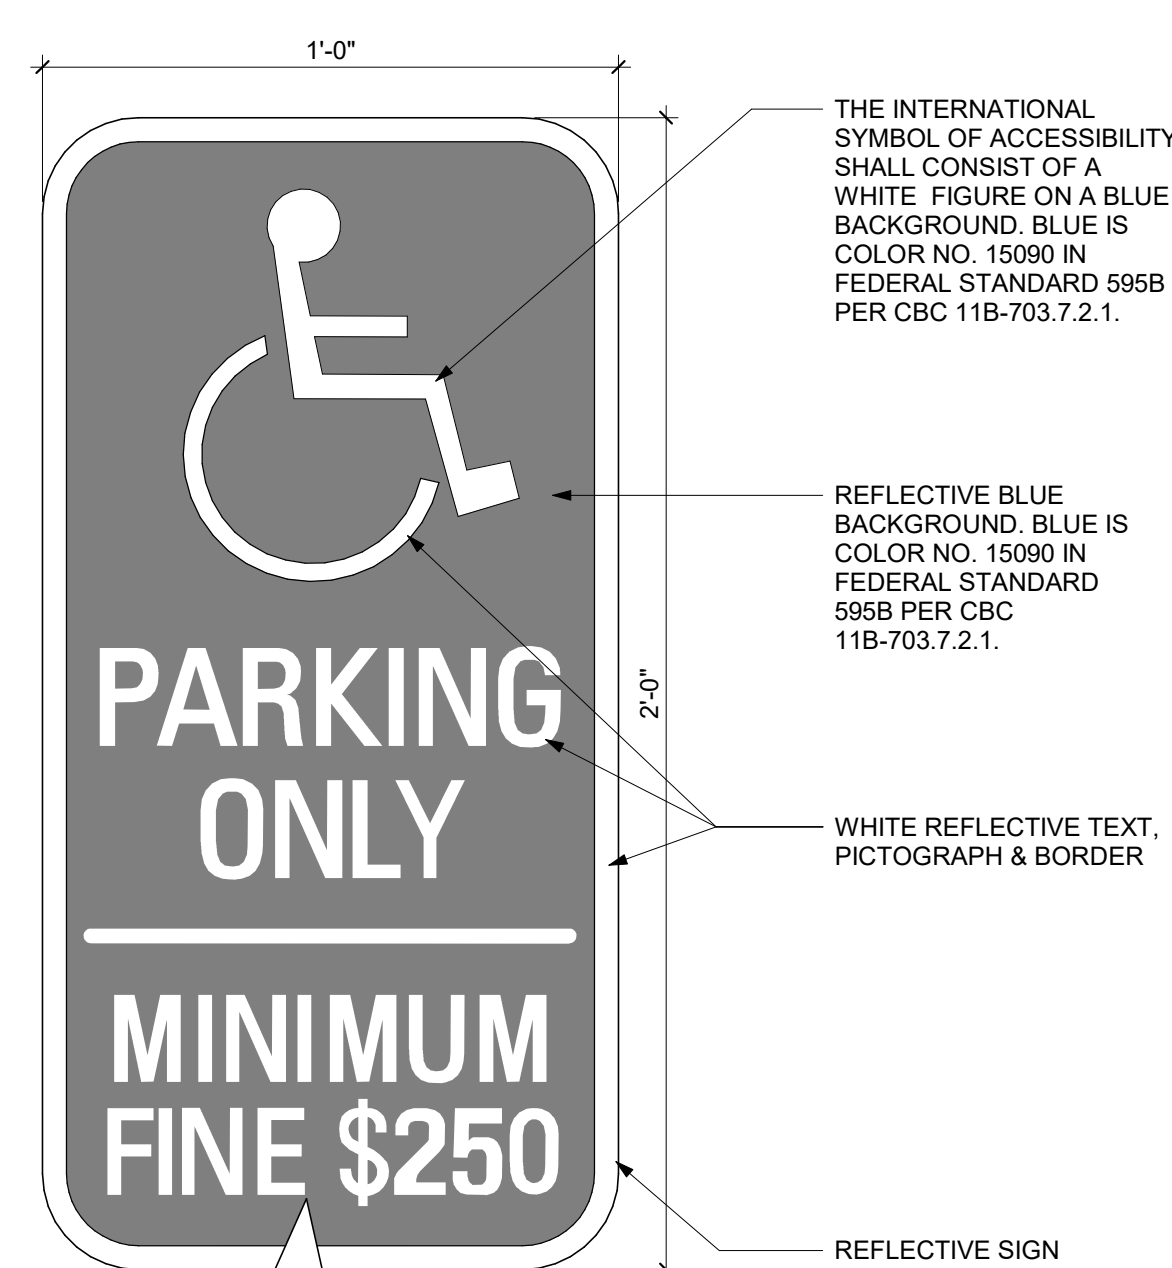 1'-0"
THE INTERNATIONAL
SYMBOL OF ACCESSIBILITY
SHALL CONSIST OF A
WHITE FIGURE ON A BLUE
BACKGROUND. BLUE IS
COLOR NO. 15090 IN
FEDERAL STANDARD 595B
PER CBC 11B-703.7.2.1.
REFLECTIVE BLUE
BACKGROUND. BLUE IS
COLOR NO. 15090 IN
FEDERAL STANDARD
595B PER CBC
11B-703.7.2.1.
2'-0"
PARKING
ONLY
WHITE REFLECTIVE TEXT,
PICTOGRAPH & BORDER
MINIMUM
FINE $250
REFLECTIVE SIGN